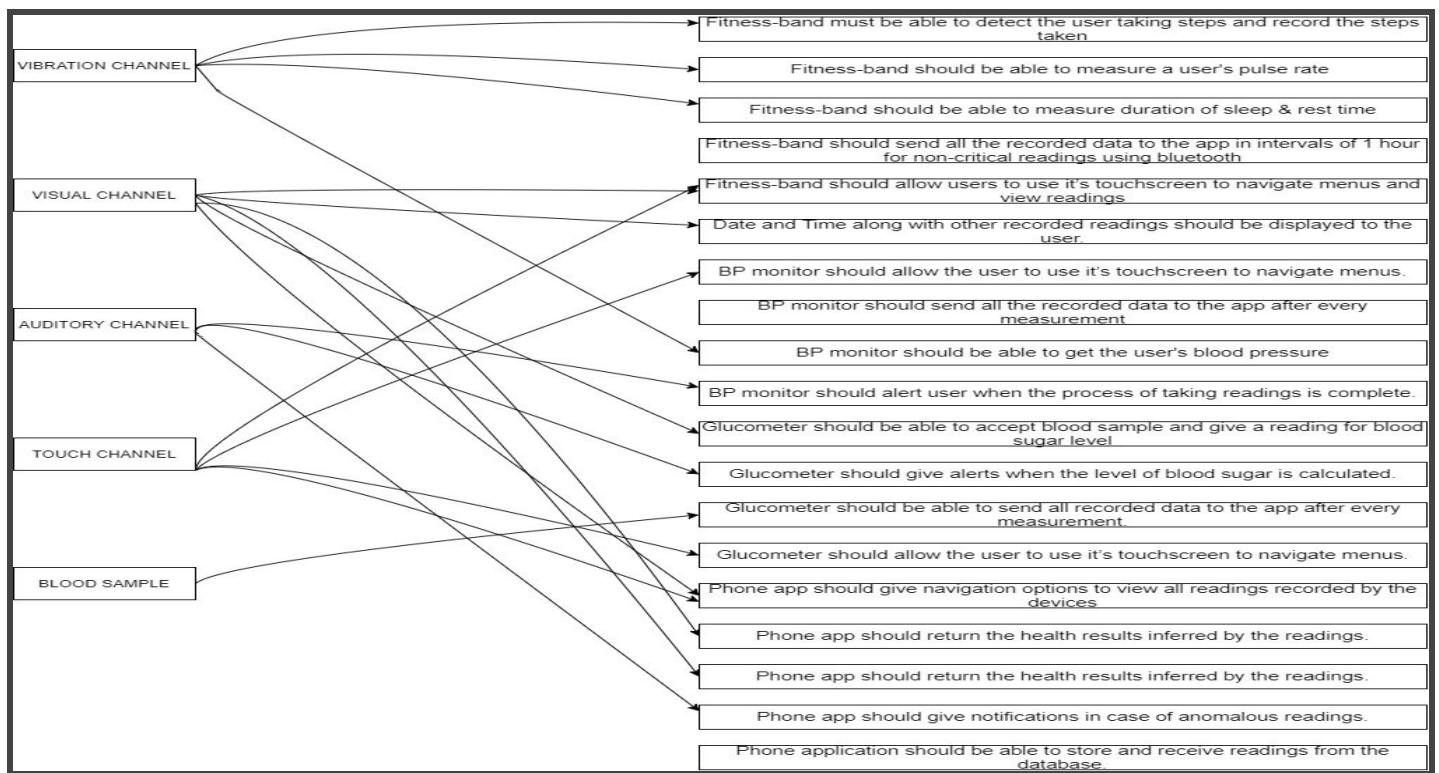 VIBRATION CHANNEL
VISUAL CHANNEL
AUDITORY CHANNEL
TOUCH CHANNEL
BLOOD SAMPLE
Fitness-band must be able to detect the user taking steps and record the steps
taken
Fitness-band should be able to measure a user's pulse rate
Fitness-band should be able to measure duration of sleep & rest time
Fitness-band should send all the recorded data to the app in intervals of 1 hour
for non-critical readings using bluetooth
Fitness-band should allow users to use it's touchscreen to navigate menus and
view readings
Date and Time along with other recorded readings should be displayed to the
user.
BP monitor should allow the user to use it's touchscreen to navigate menus.
BP monitor should send all the recorded data to the app after every
measurement
BP monitor should be able to get the user's blood pressure
BP monitor should alert user when the process of taking readings is complete.
Glucometer should be able to accept blood sample and give a reading for blood
sugar level
Glucometer should give alerts when the level of blood sugar is calculated.
Glucometer should be able to send all recorded data to the app after every
measurement.
Glucometer should allow the user to use it's touchscreen to navigate menus.
Phone app should give navigation options to view all readings recorded by the
devices
Phone app should return the health results inferred by the readings.
Phone app should return the health results inferred by the readings.
Phone app should give notifications in case of anomalous readings.
Phone application should be able to store and receive readings from the
database.